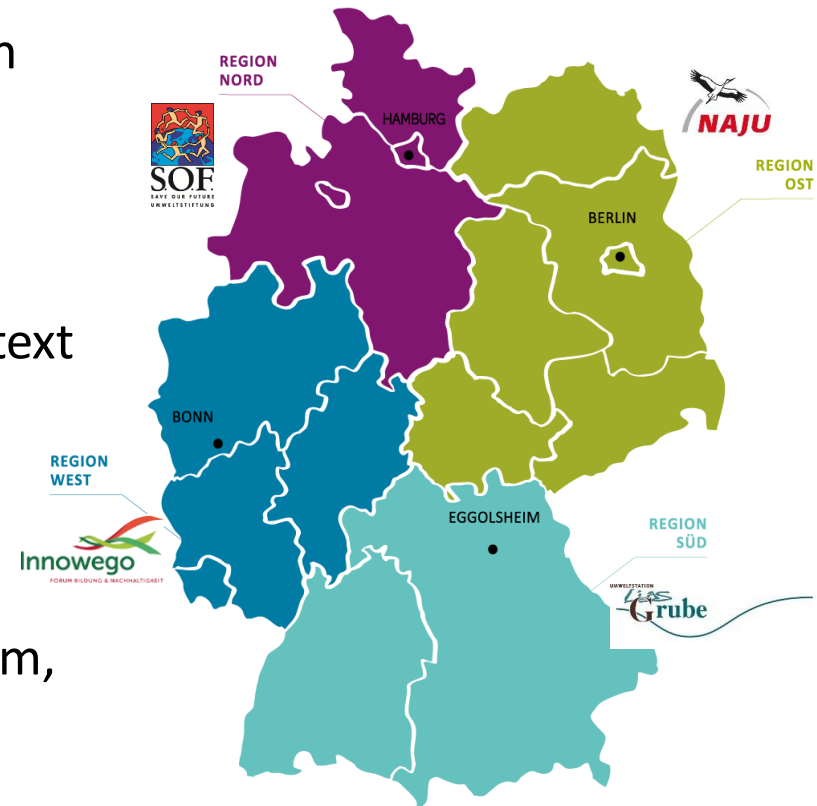 n
REGION
NORD
HAMBURG
S.O.F.
SAVE OUR FUTURE
UMWELTSTIFTUNG
NAJU
REGION
OST
BERLIN
text
BONN
REGION
WEST
Innowego
FORUM BILDUNG & NACHHALTIGKEIT
EGGOLSHEIM
REGION
SÜD
UMWELTSTATION
Lias
Grube
m,